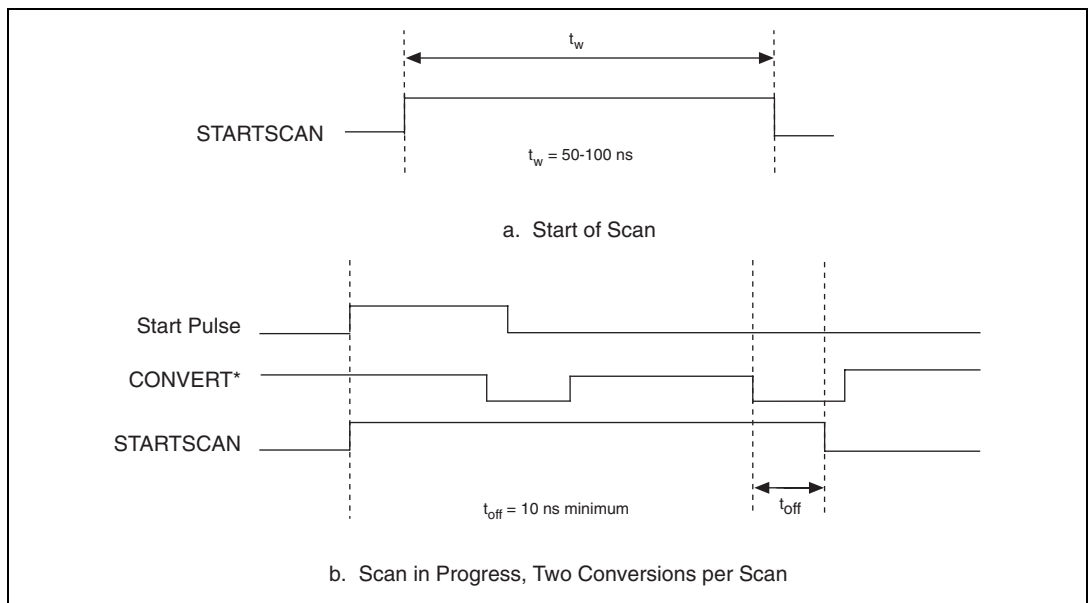 t_w
STARTSCAN
t_w = 50-100 ns
a. Start of Scan
Start Pulse
CONVERT*
STARTSCAN
t_off = 10 ns minimum
t_off
b. Scan in Progress, Two Conversions per Scan